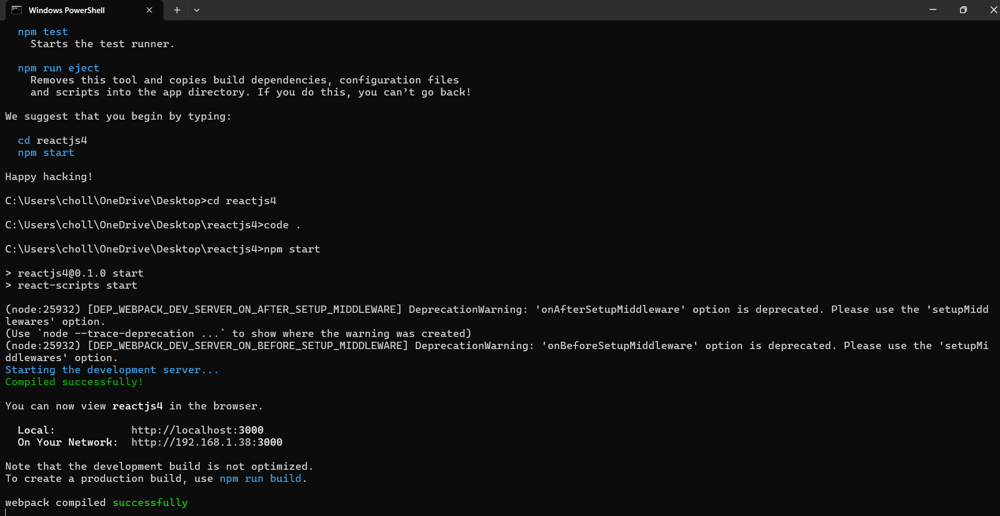 Windows PowerShell
npm test
Starts the test runner.
npm run eject
Removes this tool and copies build dependencies, configuration files
and scripts into the app directory. If you do this, you can’t go back!
We suggest that you begin by typing:
cd reactjs4
npm start
Happy hacking!
C:\Users\choll\OneDrive\Desktop>cd reactjs4
C:\Users\choll\OneDrive\Desktop\reactjs4>code .
C:\Users\choll\OneDrive\Desktop\reactjs4>npm start
> reactjs4@0.1.0 start
> react-scripts start
(node:25932) [DEP_WEBPACK_DEV_SERVER_ON_AFTER_SETUP_MIDDLEWARE] DeprecationWarning: 'onAfterSetupMiddleware' option is deprecated. Please use the 'setupMidd
lewares' option.
(Use `node --trace-deprecation ...` to show where the warning was created)
(node:25932) [DEP_WEBPACK_DEV_SERVER_ON_BEFORE_SETUP_MIDDLEWARE] DeprecationWarning: 'onBeforeSetupMiddleware' option is deprecated. Please use the 'setupMi
ddlewares' option.
Starting the development server...
Compiled successfully!
You can now view reactjs4 in the browser.
Local: http://localhost:3000
On Your Network: http://192.168.1.38:3000
Note that the development build is not optimized.
To create a production build, use npm run build.
webpack compiled successfully